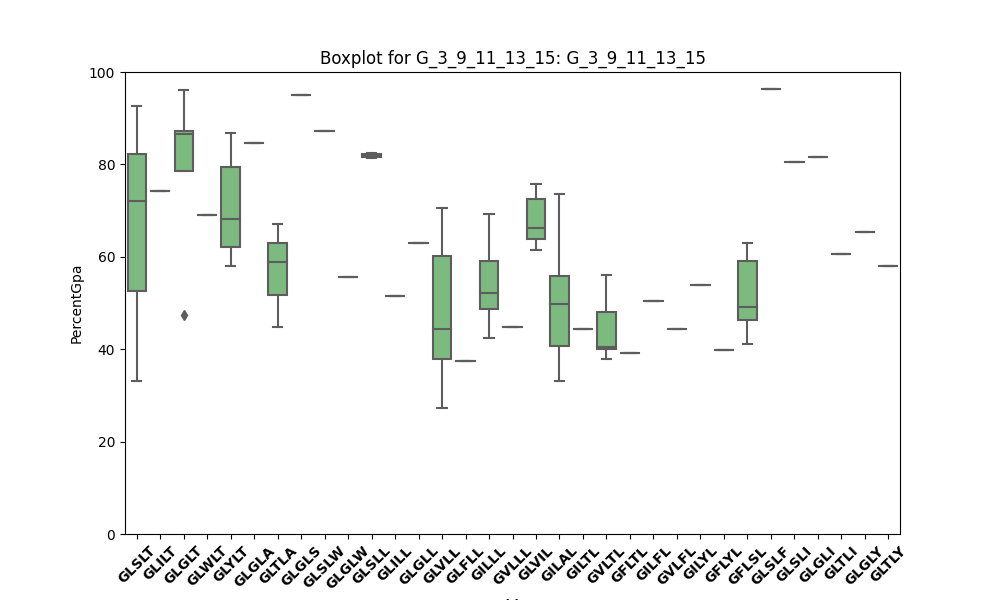 Boxplot for G_3_9_11_13_15: G_3_9_11_13_15
PercentGpa
100
80
60
40
20
0
GLSLT
GLILT
GLGLT
GLWLT
GLYLT
GLGLA
GLTLA
GLGLS
GLSLW
GLGLW
GLSLL
GLILL
GLGLL
GLVLL
GLFLL
GILLL
GVLLL
GLVIL
GILAL
GILTL
GVLTL
GFLTL
GILFL
GVLFL
GILYL
GFLYL
GFLSL
GLSLF
GLSLI
GLGLI
GLTLI
GLGLY
GLTLY